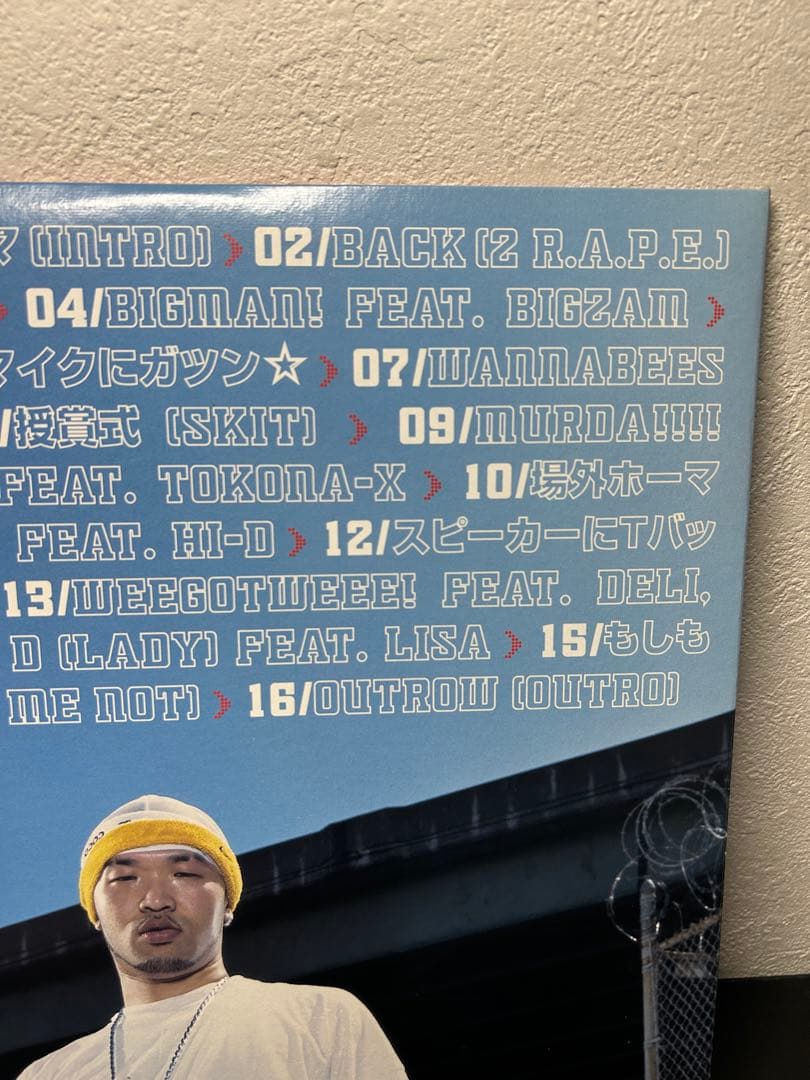 マ (INTRO) 02/BACK (2 R.A.P.E.)
04/BIGMAN! FEAT. BIGZAM
マイクにガツン☆ 07/WANNABEES
/授賞式 (SKIT) 09/MURDA!!!!
FEAT. TOKONA-X 10/場外ホーマ
FEAT. HI-D 12/スピーカーにTバッ
13/WEEGOTWEEE! FEAT. DELI,
D (LADY) FEAT. LISA 15/もしも
ME NOT) 16/OUTROW (OUTRO)